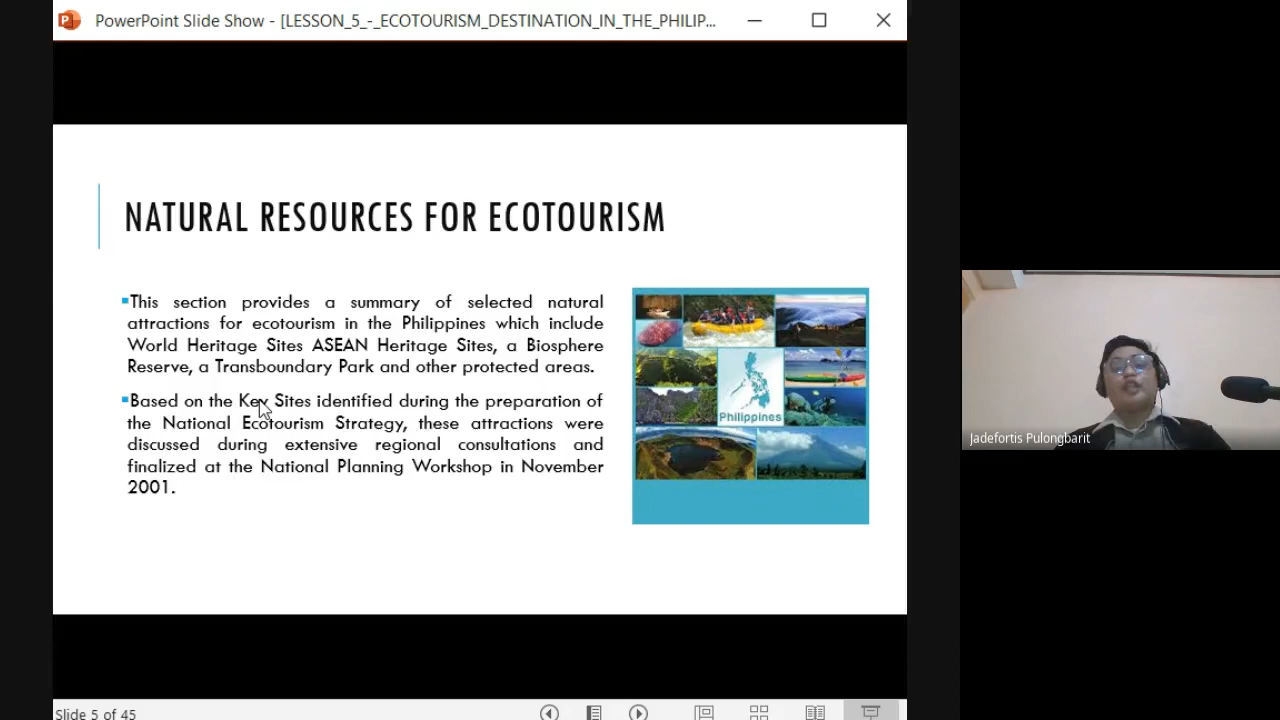 PowerPoint Slide Show - [LESSON_5_-_ECOTOURISM_DESTINATION_IN_THE_PHILIP...
NATURAL RESOURCES FOR ECOTOURISM
This section provides a summary of selected natural
attractions for ecotourism in the Philippines which include
World Heritage Sites ASEAN Heritage Sites, a Biosphere
Reserve, a Transboundary Park and other protected areas.
Based on the Key Sites identified during the preparation of
the National Ecotourism Strategy, these attractions were
discussed during extensive regional consultations and
finalized at the National Planning Workshop in November
2001.
Philippines
Jadefortis Pulongbarit
Slide 5 of 45